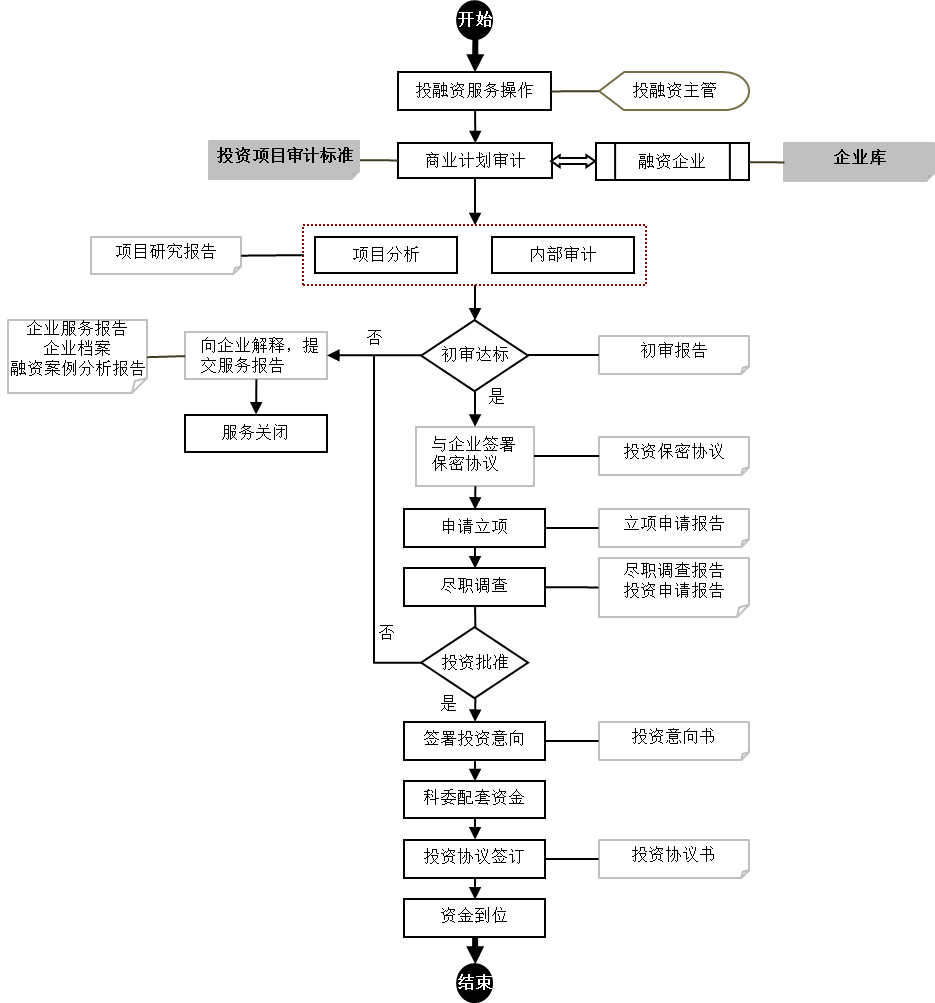 开始
投融资服务操作
投融资主管
投资项目审计标准
商业计划审计
融资企业
企业库
项目研究报告
项目分析
内部审计
企业服务报告
企业档案
融资案例分析报告
向企业解释，提
交服务报告
否
初审达标
初审报告
是
服务关闭
与企业签署
保密协议
投资保密协议
申请立项
立项申请报告
尽职调查
尽职调查报告
投资申请报告
否
投资批准
是
签署投资意向
投资意向书
科委配套资金
投资协议签订
投资协议书
资金到位
结束